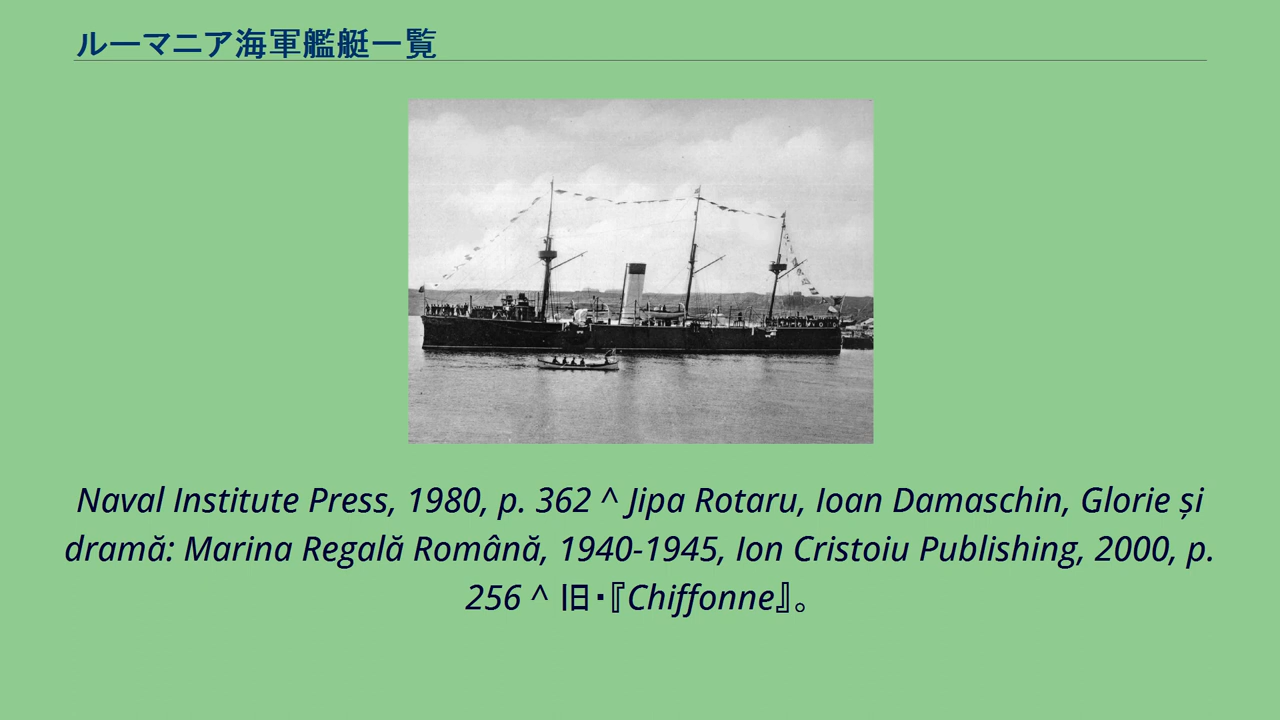 ルーマニア海軍艦艇一覧
Naval Institute Press, 1980, p. 362 ^ Jipa Rotaru, Ioan Damaschin, Glorie și
dramă: Marina Regală Română, 1940-1945, Ion Cristoiu Publishing, 2000, p.
256 ^ 旧・『Chiffonne』。